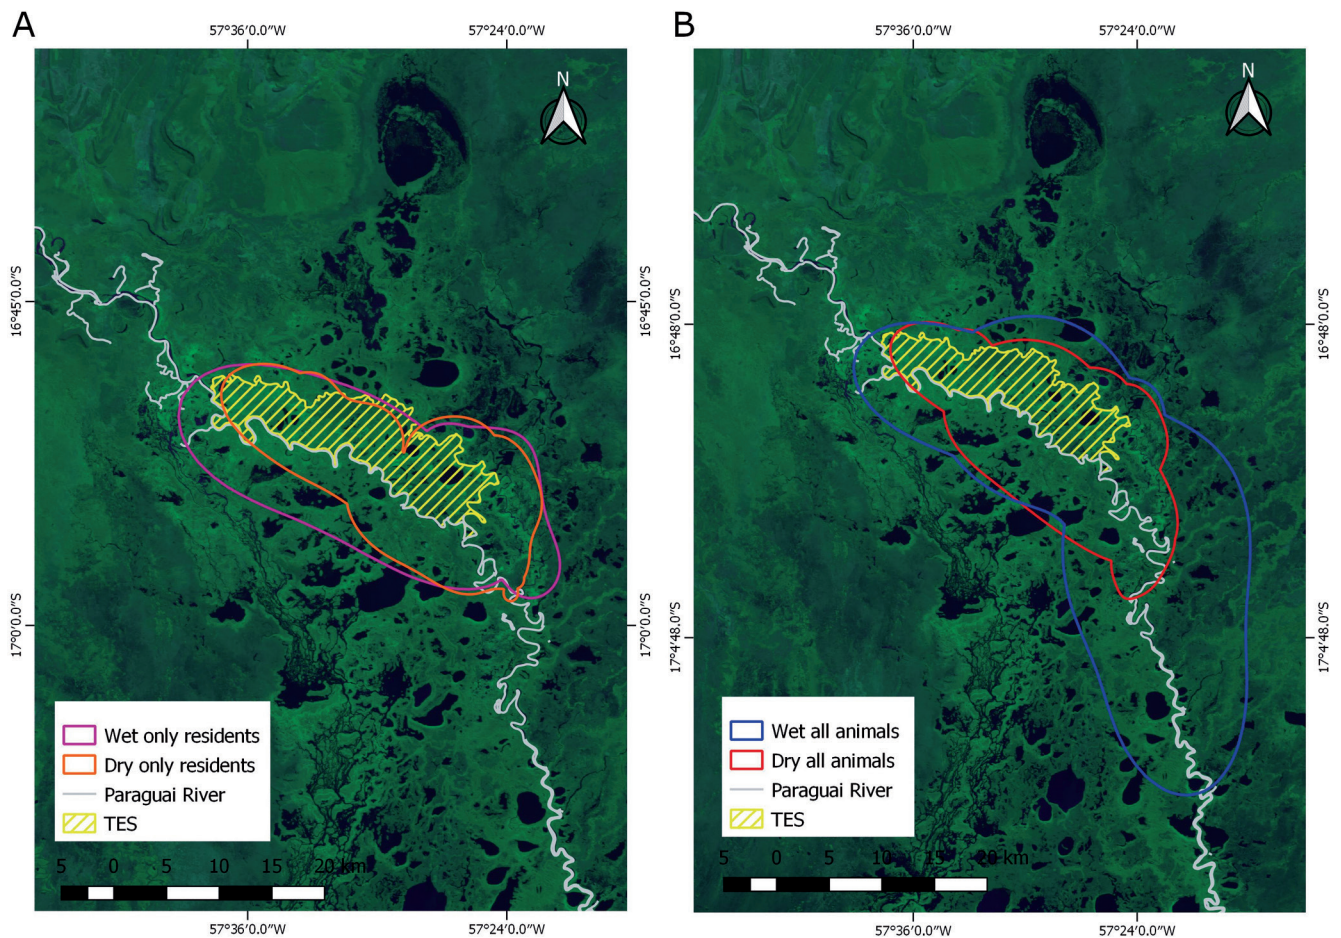 A
B
57°36'0.0"W
57°24'0.0"W
57°36'0.0"W
57°24'0.0"W
N
N
16°45'0.0"S
16°45'0.0"S
16°48'0.0"S
16°48'0.0"S
17°0'0.0"S
17°0'0.0"S
17°4'48.0"S
17°4'48.0"S
Wet only residents
Dry only residents
Paraguai River
TES
5 0 5 10 15 20 km
Wet all animals
Dry all animals
Paraguai River
TES
5 0 5 10 15 20 km
57°36'0.0"W
57°24'0.0"W
57°36'0.0"W
57°24'0.0"W